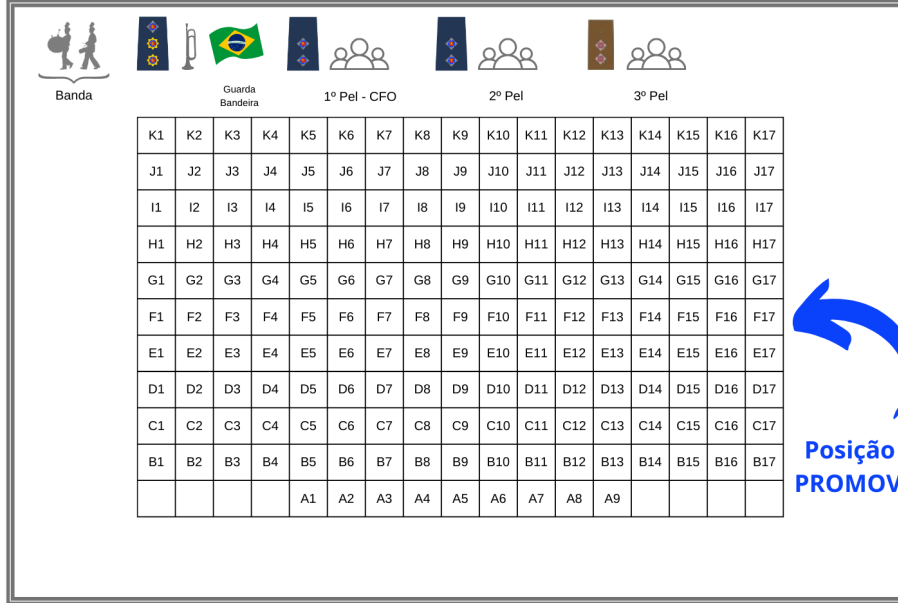 Banda
Guarda
Bandeira
1º Pel - CFO
2º Pel
3º Pel
K1 K2 K3 K4 K5 K6 K7 K8 K9 K10 K11 K12 K13 K14 K15 K16 K17
J1 J2 J3 J4 J5 J6 J7 J8 J9 J10 J11 J12 J13 J14 J15 J16 J17
I1 I2 I3 I4 I5 I6 I7 I8 I9 I10 I11 I12 I13 I14 I15 I16 I17
H1 H2 H3 H4 H5 H6 H7 H8 H9 H10 H11 H12 H13 H14 H15 H16 H17
G1 G2 G3 G4 G5 G6 G7 G8 G9 G10 G11 G12 G13 G14 G15 G16 G17
F1 F2 F3 F4 F5 F6 F7 F8 F9 F10 F11 F12 F13 F14 F15 F16 F17
E1 E2 E3 E4 E5 E6 E7 E8 E9 E10 E11 E12 E13 E14 E15 E16 E17
D1 D2 D3 D4 D5 D6 D7 D8 D9 D10 D11 D12 D13 D14 D15 D16 D17
C1 C2 C3 C4 C5 C6 C7 C8 C9 C10 C11 C12 C13 C14 C15 C16 C17
B1 B2 B3 B4 B5 B6 B7 B8 B9 B10 B11 B12 B13 B14 B15 B16 B17
A1 A2 A3 A4 A5 A6 A7 A8 A9
Posição
PROMOV